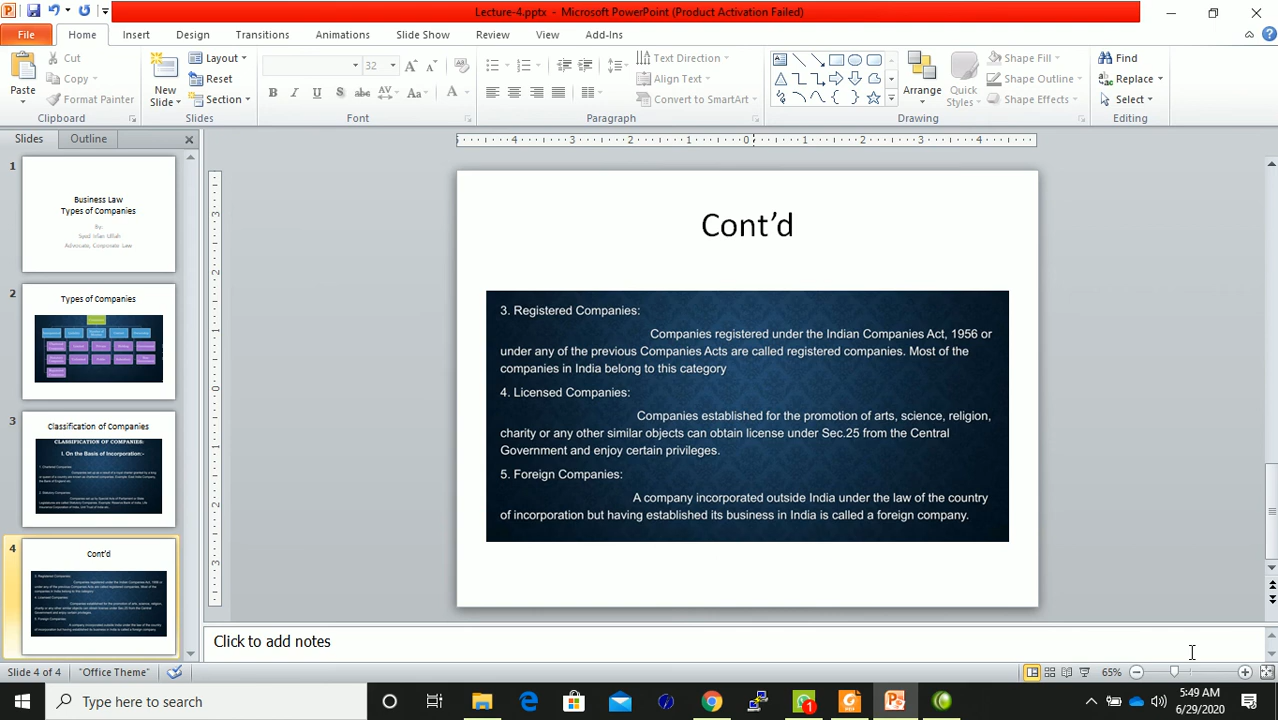 Lecture-4.pptx - Microsoft PowerPoint (Product Activation Failed)
File Home Insert Design Transitions Animations Slide Show Review View Add-Ins
Paste
Cut
Copy
Format Painter
Clipboard
New Slide
Layout
Reset
Section
Slides
32
B I U S abc AV Aa A
Font
Text Direction
Align Text
Convert to SmartArt
Paragraph
Arrange
Quick Styles
Shape Fill
Shape Outline
Shape Effects
Drawing
Find
Replace
Select
Editing
Slides Outline
1
Business Law
Types of Companies
By:
Syed Irfan Ullah
Advocate, Corporate Law
2
Types of Companies
3
Classification of Companies
CLASSIFICATION OF COMPANIES:
I. On the Basis of Incorporation:-
4
Cont’d
Cont’d
3. Registered Companies:
Companies registered under the Indian Companies Act, 1956 or
under any of the previous Companies Acts are called registered companies. Most of the
companies in India belong to this category
4. Licensed Companies:
Companies established for the promotion of arts, science, religion,
charity or any other similar objects can obtain license under Sec.25 from the Central
Government and enjoy certain privileges.
5. Foreign Companies:
A company incorporated outside India under the law of the country
of incorporation but having established its business in India is called a foreign company.
Click to add notes
Slide 4 of 4 "Office Theme" 65%
Type here to search
1
5:49 AM
6/29/2020